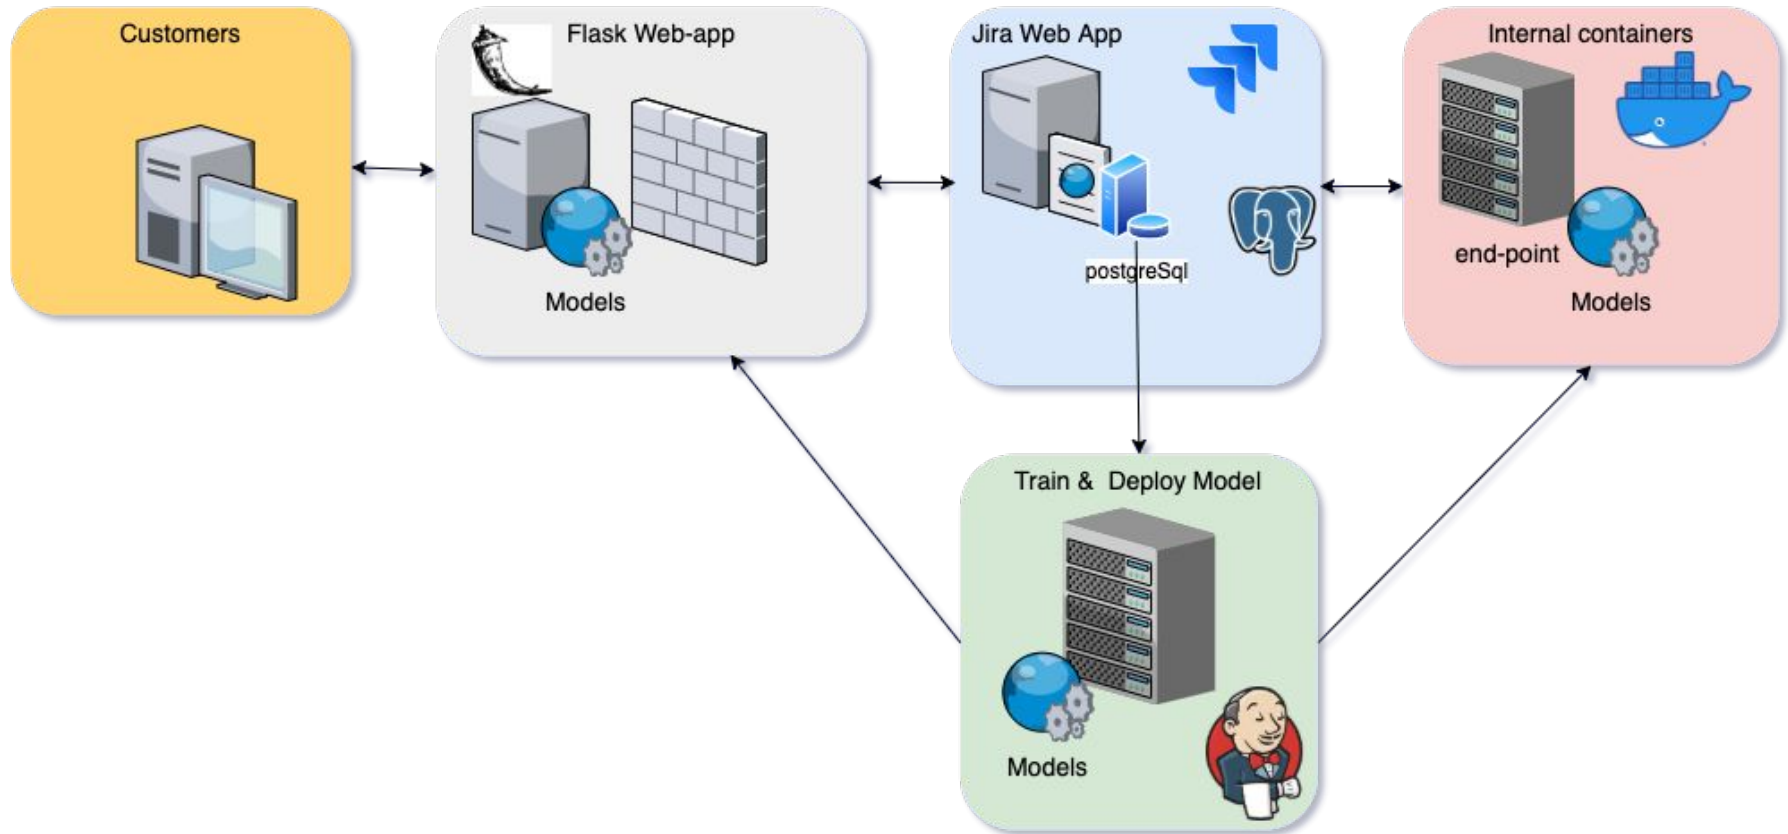 Customers
Flask Web-app
Models
Jira Web App
postgreSql
Internal containers
end-point
Models
Train & Deploy Model
Models